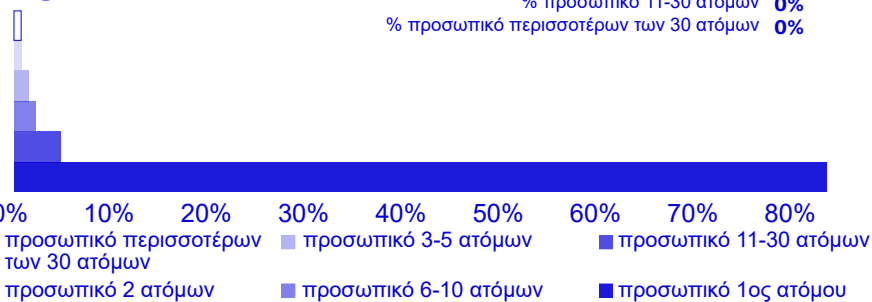 % προσωπικό 11-30 ατόμων 0%
% προσωπικό περισσοτέρων των 30 ατόμων 0%
0% 10% 20% 30% 40% 50% 60% 70% 80%
προσωπικό περισσοτέρων των 30 ατόμων
προσωπικό 3-5 ατόμων
προσωπικό 11-30 ατόμων
προσωπικό 2 ατόμων
προσωπικό 6-10 ατόμων
προσωπικό 1ος ατόμου